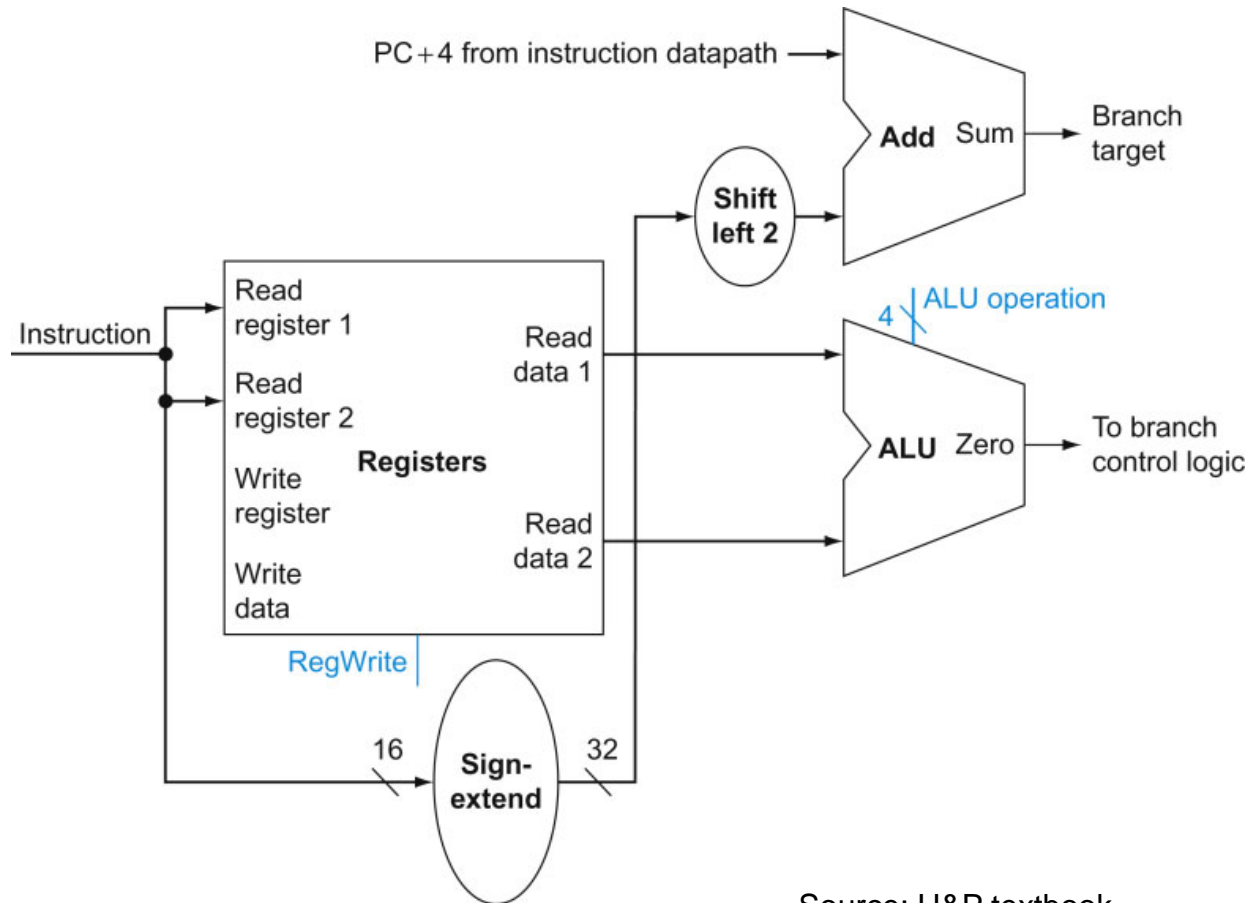 PC+4 from instruction datapath
Add Sum
Branch
target
Shift
left 2
ALU operation
4
Instruction
Read
register 1
Read
data 1
Read
register 2
Registers
ALU Zero
To branch
control logic
Write
register
Read
data 2
Write
data
RegWrite
16
Sign-
extend
32
Source: H&P textbook